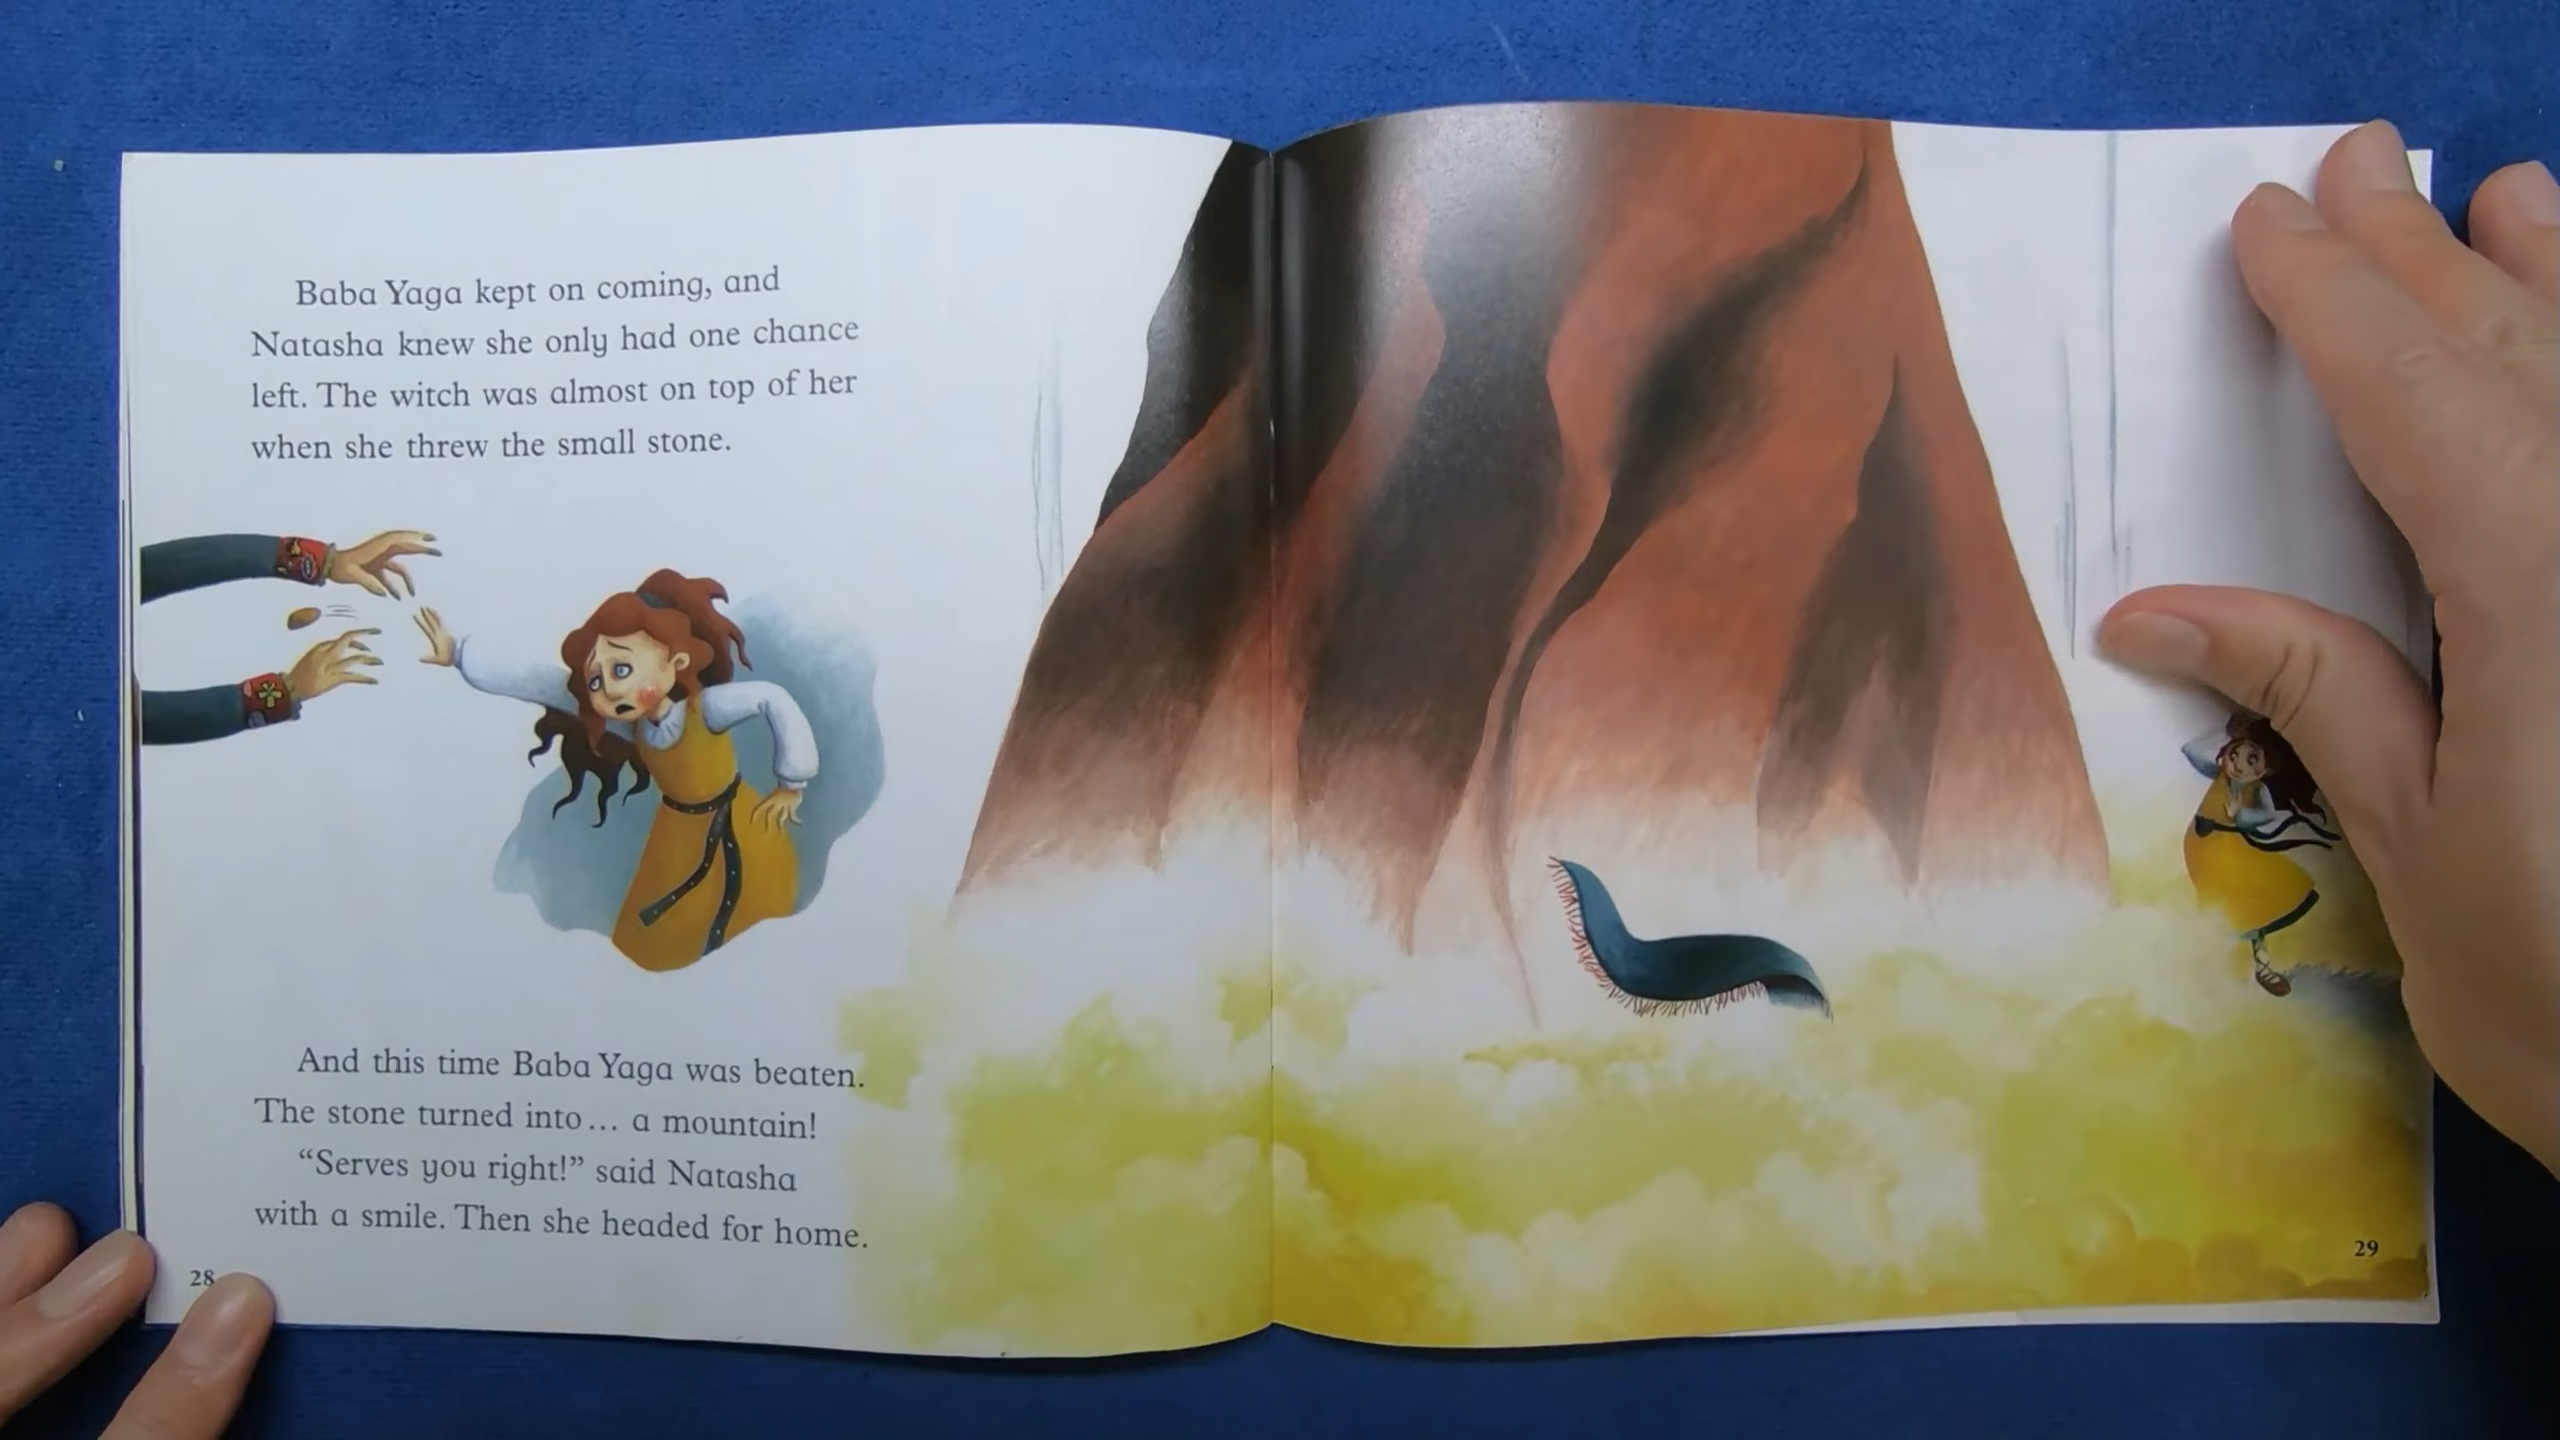 Baba Yaga kept on coming, and
Natasha knew she only had one chance
left. The witch was almost on top of her
when she threw the small stone.
And this time Baba Yaga was beaten.
The stone turned into... a mountain!
“Serves you right!” said Natasha
with a smile. Then she headed for home.
28
29